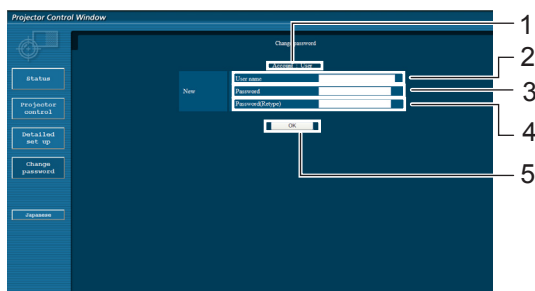 Projector Control Window
Change password
Account : User
New
User name
Password
Password(Retype)
OK
Status
Projector
control
Detailed
set up
Change
password
Japanese
1
2
3
4
5